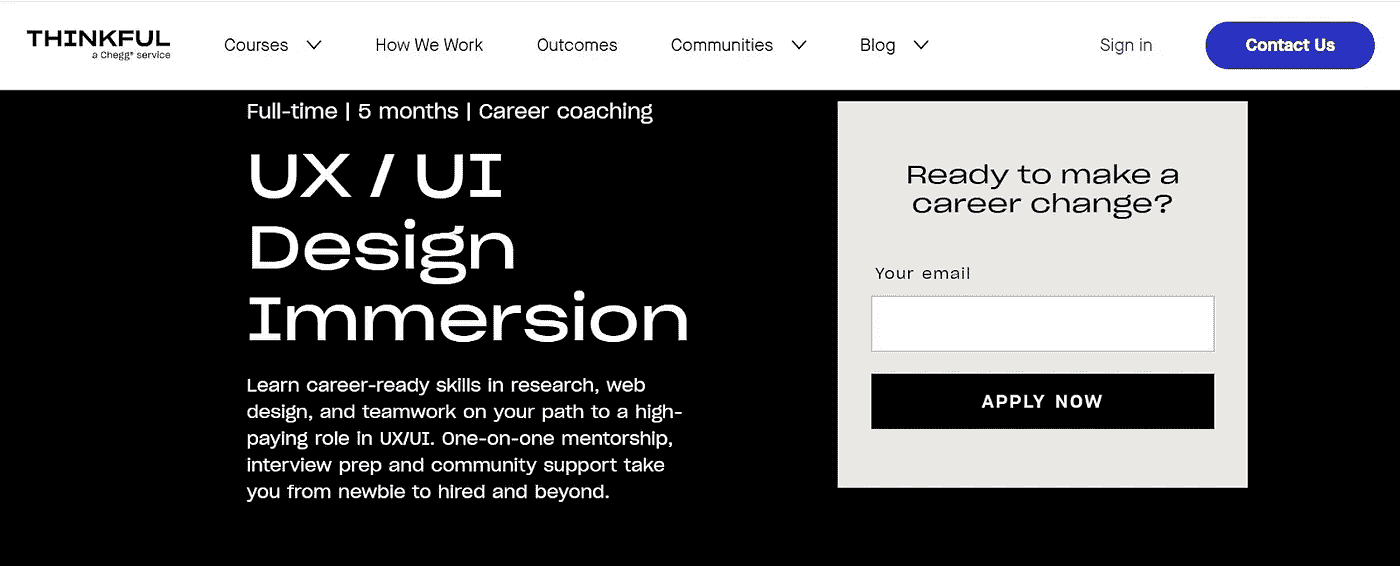 THINKFUL
a Chegg® service
Courses
How We Work
Outcomes
Communities
Blog
Sign in
Contact Us
Full-time | 5 months | Career coaching
UX / UI
Design
Immersion
Learn career-ready skills in research, web
design, and teamwork on your path to a high-
paying role in UX/UI. One-on-one mentorship,
interview prep and community support take
you from newbie to hired and beyond.
Ready to make a
career change?
Your email
APPLY NOW